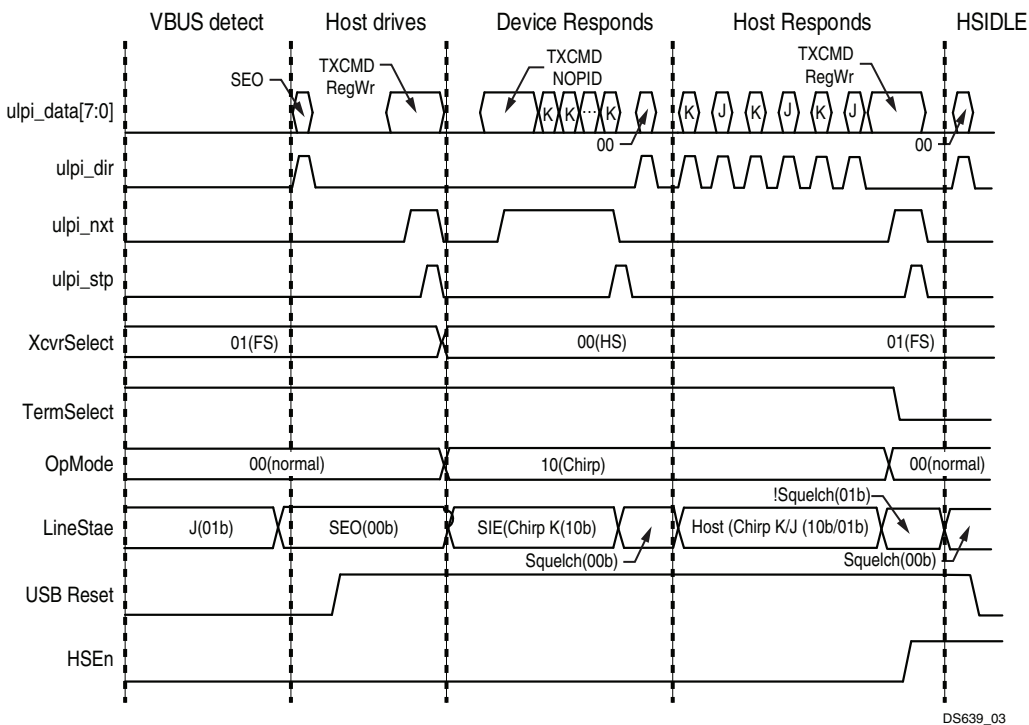 VBUS detect
Host drives
Device Responds
Host Responds
HSIDLE
ulpi_data[7:0]
SEO
TXCMD
RegWr
TXCMD
NOPID
K
K
...
K
00
K
J
K
J
K
J
TXCMD
RegWr
00
ulpi_dir
ulpi_nxt
ulpi_stp
XcvrSelect
01(FS)
00(HS)
01(FS)
TermSelect
OpMode
00(normal)
10(Chirp)
00(normal)
LineStae
J(01b)
SEO(00b)
SIE(Chirp K(10b)
Squelch(00b)
Host (Chirp K/J (10b/01b)
!Squelch(01b)
Squelch(00b)
USB Reset
HSEn
DS639_03